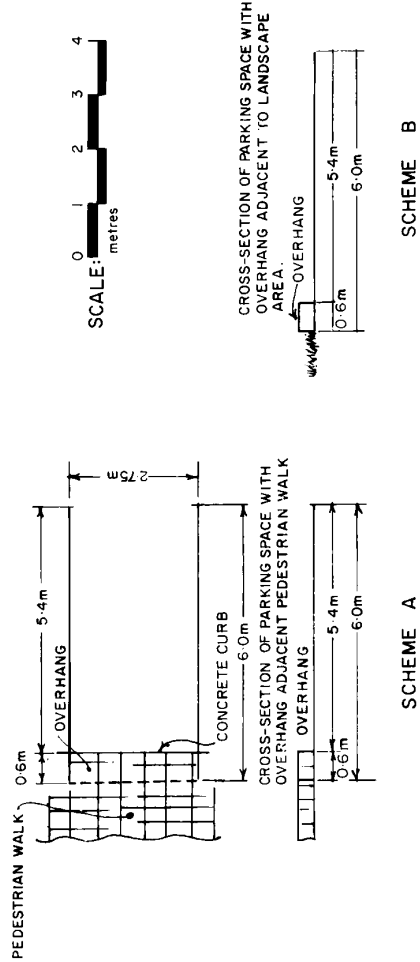 PEDESTRIAN WALK
0·6m
5·4m
OVERHANG
2·75m
CONCRETE CURB
6·0m
CROSS-SECTION OF PARKING SPACE WITH
OVERHANG ADJACENT PEDESTRIAN WALK
OVERHANG
0·6m
5·4m
6·0m
SCHEME A
SCALE:
0 1 2 3 4
metres
CROSS-SECTION OF PARKING SPACE WITH
OVERHANG ADJACENT TO LANDSCAPE
AREA.
OVERHANG
0·6m
5·4m
6·0m
SCHEME B